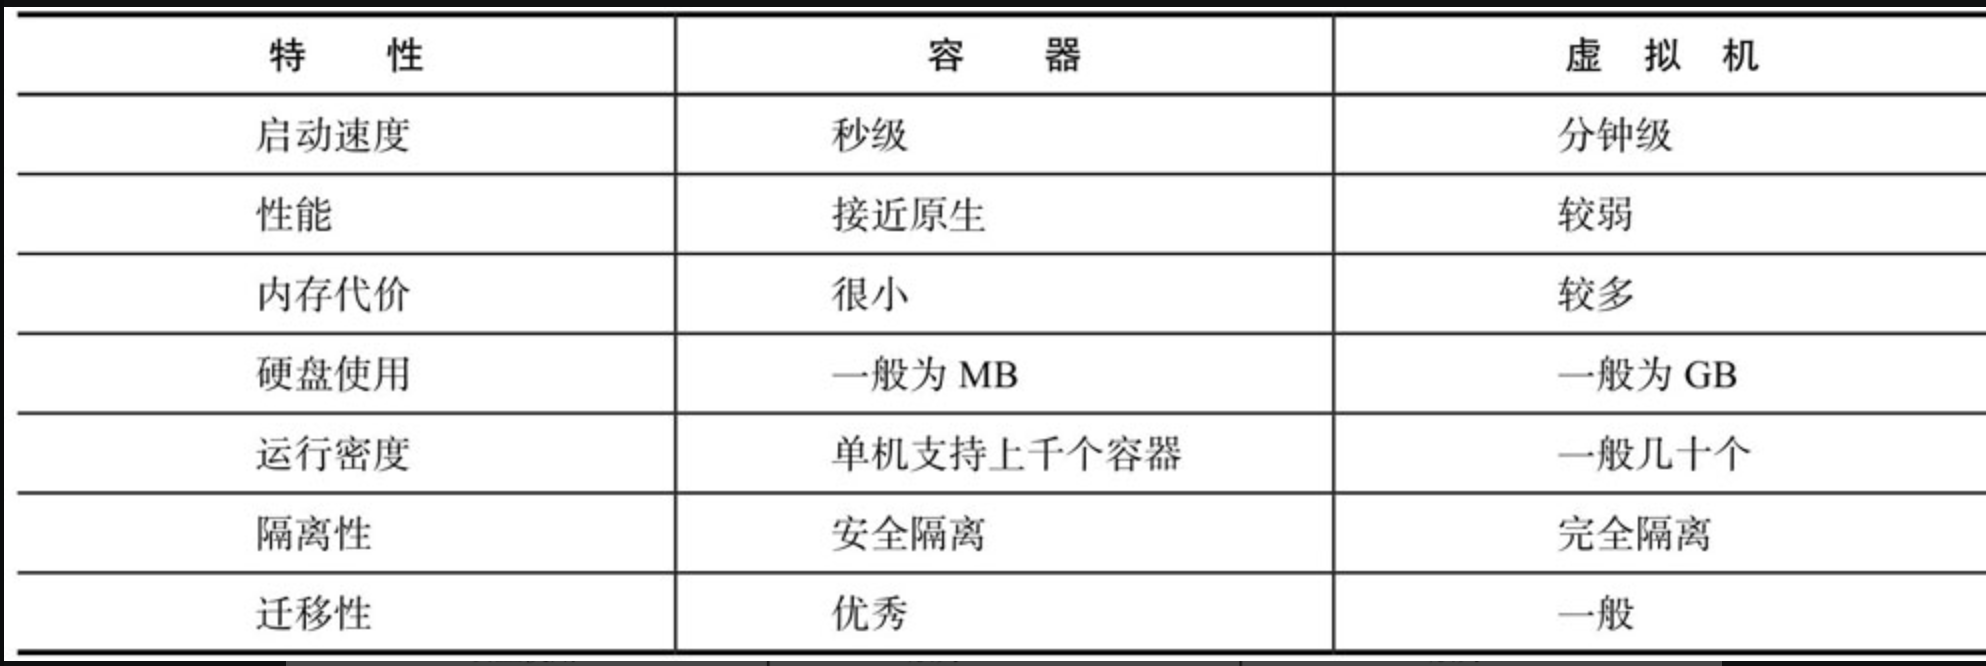 特性 容器 虚拟机
启动速度 秒级 分钟级
性能 接近原生 较弱
内存代价 很小 较多
硬盘使用 一般为 MB 一般为 GB
运行密度 单机支持上千个容器 一般几十个
隔离性 安全隔离 完全隔离
迁移性 优秀 一般